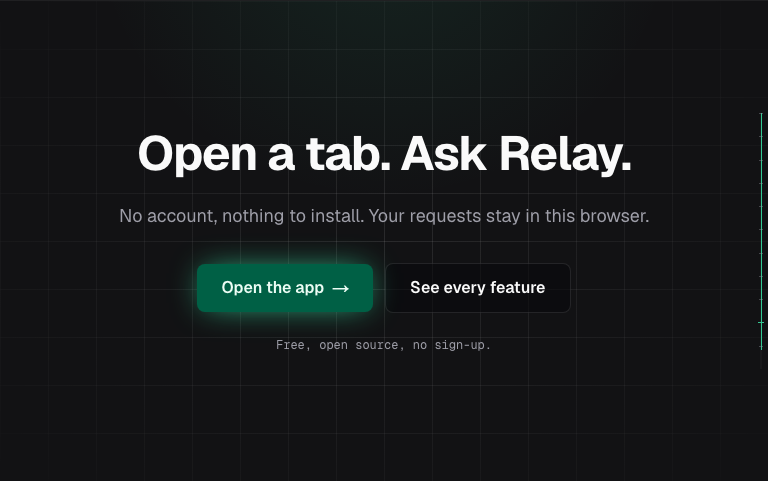 Open a tab. Ask Relay.
No account, nothing to install. Your requests stay in this browser.
Open the app →
See every feature
Free, open source, no sign-up.